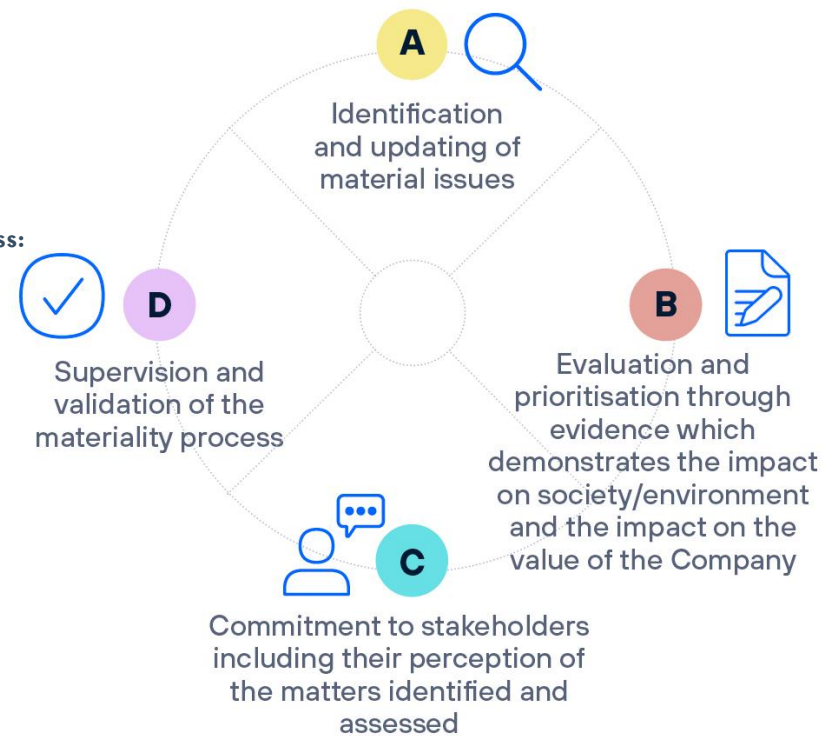 A
Identification
and updating of
material issues
ss:
D
Supervision and
validation of the
materiality process
B
Evaluation and
prioritisation through
evidence which
demonstrates the impact
on society/environment
and the impact on the
value of the Company
C
Commitment to stakeholders
including their perception of
the matters identified and
assessed